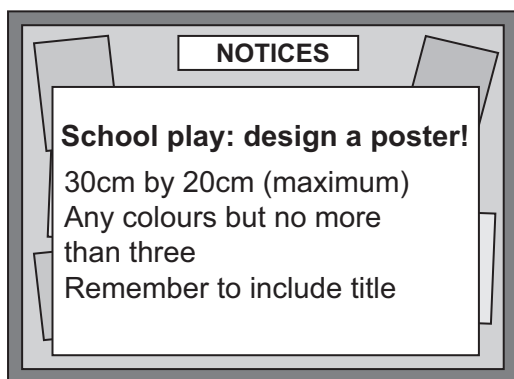 NOTICES
School play: design a poster!
30cm by 20cm (maximum)
Any colours but no more
than three
Remember to include title